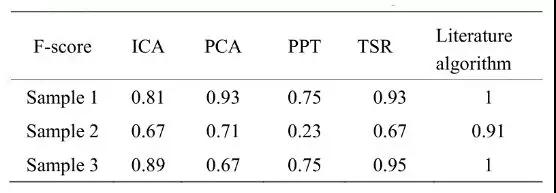 F-score ICA PCA PPT TSR Literature algorithm
Sample 1 0.81 0.93 0.75 0.93 1
Sample 2 0.67 0.71 0.23 0.67 0.91
Sample 3 0.89 0.67 0.75 0.95 1